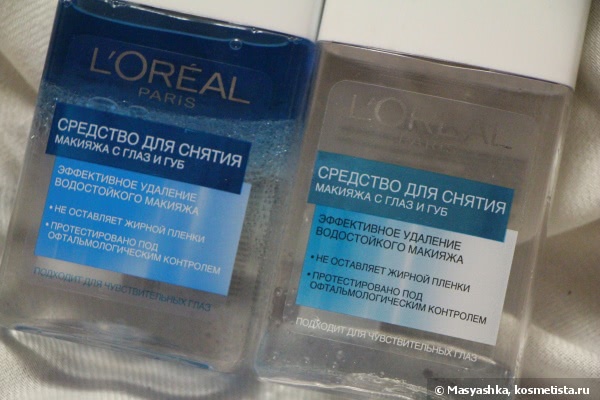 L'ORÉAL
PARIS
СРЕДСТВО ДЛЯ СНЯТИЯ
МАКИЯЖА С ГЛАЗ И ГУБ
ЭФФЕКТИВНОЕ УДАЛЕНИЕ
ВОДОСТОЙКОГО МАКИЯЖА
• НЕ ОСТАВЛЯЕТ ЖИРНОЙ ПЛЕНКИ
• ПРОТЕСТИРОВАНО ПОД
ОФТАЛЬМОЛОГИЧЕСКИМ КОНТРОЛЕМ
ПОДХОДИТ ДЛЯ ЧУВСТВИТЕЛЬНЫХ ГЛАЗ
L'ORÉAL
СРЕДСТВО ДЛЯ СНЯТИЯ
МАКИЯЖА С ГЛАЗ И ГУБ
ЭФФЕКТИВНОЕ УДАЛЕНИЕ
ВОДОСТОЙКОГО МАКИЯЖА
• НЕ ОСТАВЛЯЕТ ЖИРНОЙ ПЛЕНКИ
• ПРОТЕСТИРОВАНО ПОД
ОФТАЛЬМОЛОГИЧЕСКИМ КОНТРОЛЕМ
ПОДХОДИТ ДЛЯ ЧУВСТВИТЕЛЬНЫХ ГЛАЗ
© Masyashka, kosmetista.ru